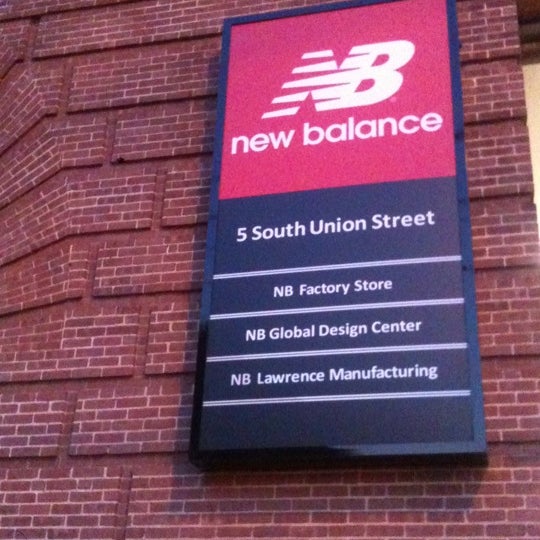 NB
new balance
5 South Union Street
NB Factory Store
NB Global Design Center
NB Lawrence Manufacturing